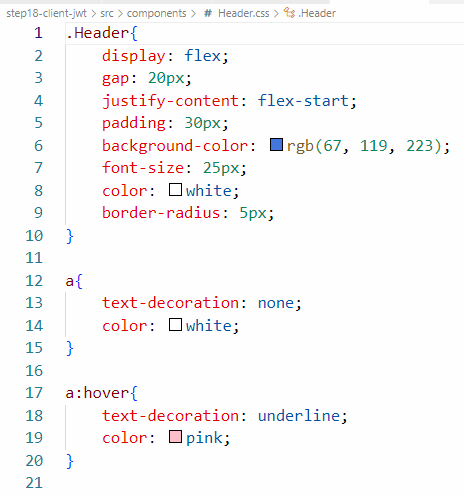 step18-client-jwt > src > components > # Header.css > .Header
1 .Header{
2 display: flex;
3 gap: 20px;
4 justify-content: flex-start;
5 padding: 30px;
6 background-color: rgb(67, 119, 223);
7 font-size: 25px;
8 color: white;
9 border-radius: 5px;
10 }
11
12 a{
13 text-decoration: none;
14 color: white;
15 }
16
17 a:hover{
18 text-decoration: underline;
19 color: pink;
20 }
21